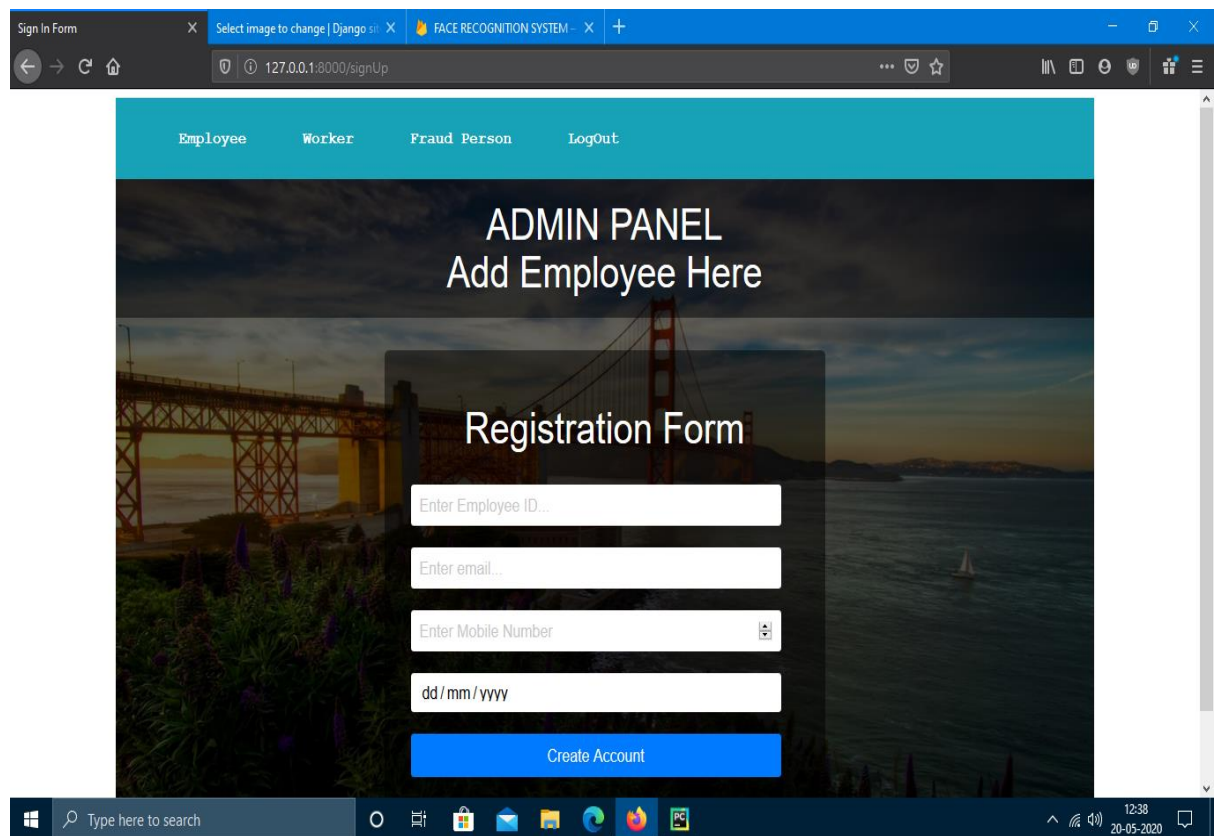 Sign In Form
Select image to change | Django sit
FACE RECOGNITION SYSTEM –
127.0.0.1:8000/signUp
Employee Worker Fraud Person LogOut
ADMIN PANEL
Add Employee Here
Registration Form
Enter Employee ID...
Enter email...
Enter Mobile Number
dd / mm / yyyy
Create Account
Type here to search
PC
12:38
20-05-2020